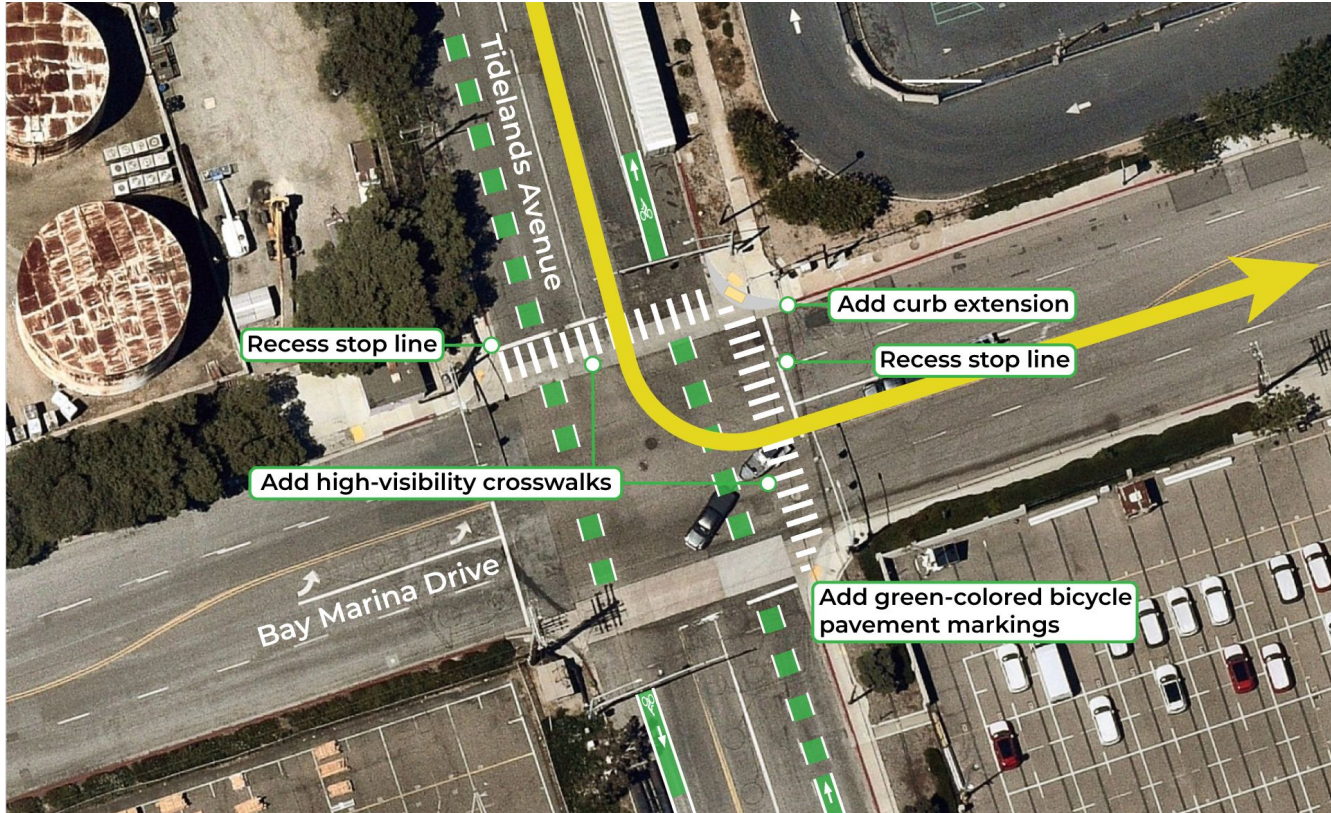 Tidelands Avenue
Add curb extension
Recess stop line
Recess stop line
Add high-visibility crosswalks
Bay Marina Drive
Add green-colored bicycle
pavement markings